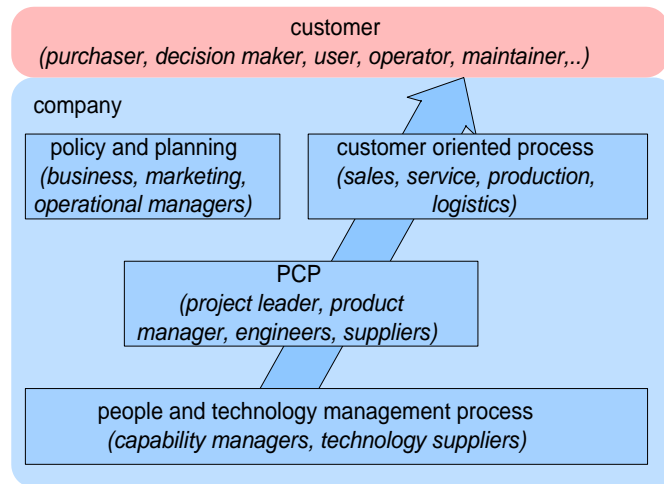 customer
(purchaser, decision maker, user, operator, maintainer,..)
company
policy and planning
(business, marketing,
operational managers)
customer oriented process
(sales, service, production,
logistics)
PCP
(project leader, product
manager, engineers, suppliers)
people and technology management process
(capability managers, technology suppliers)